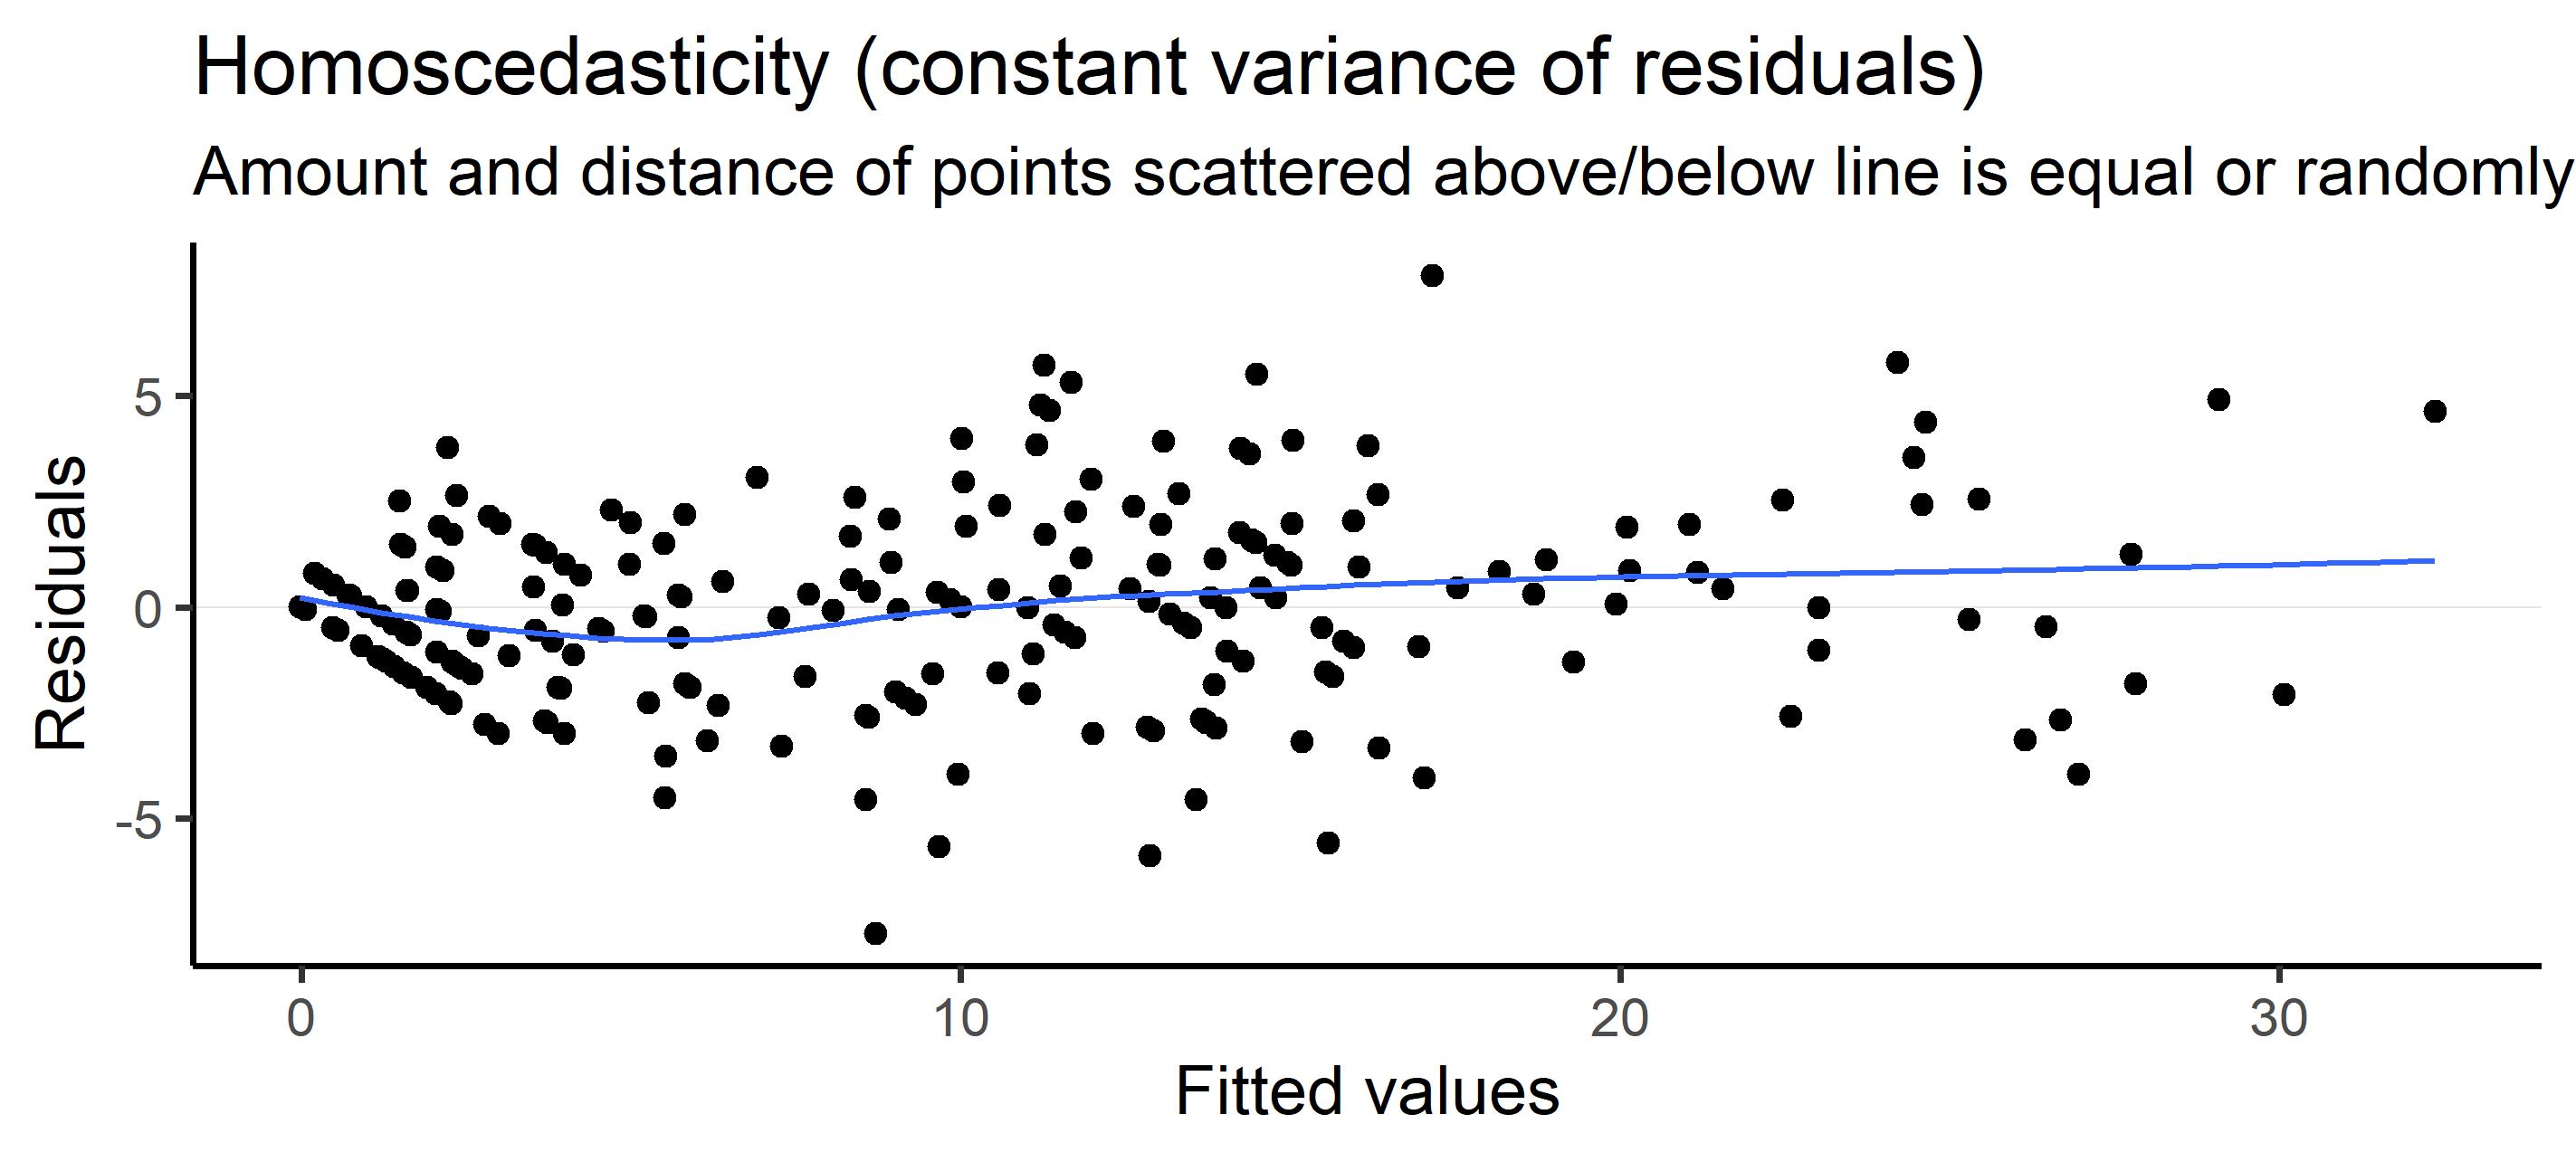 Homoscedasticity (constant variance of residuals)
Amount and distance of points scattered above/below line is equal or randomly
Residuals
5
0
-5
0
10
20
30
Fitted values